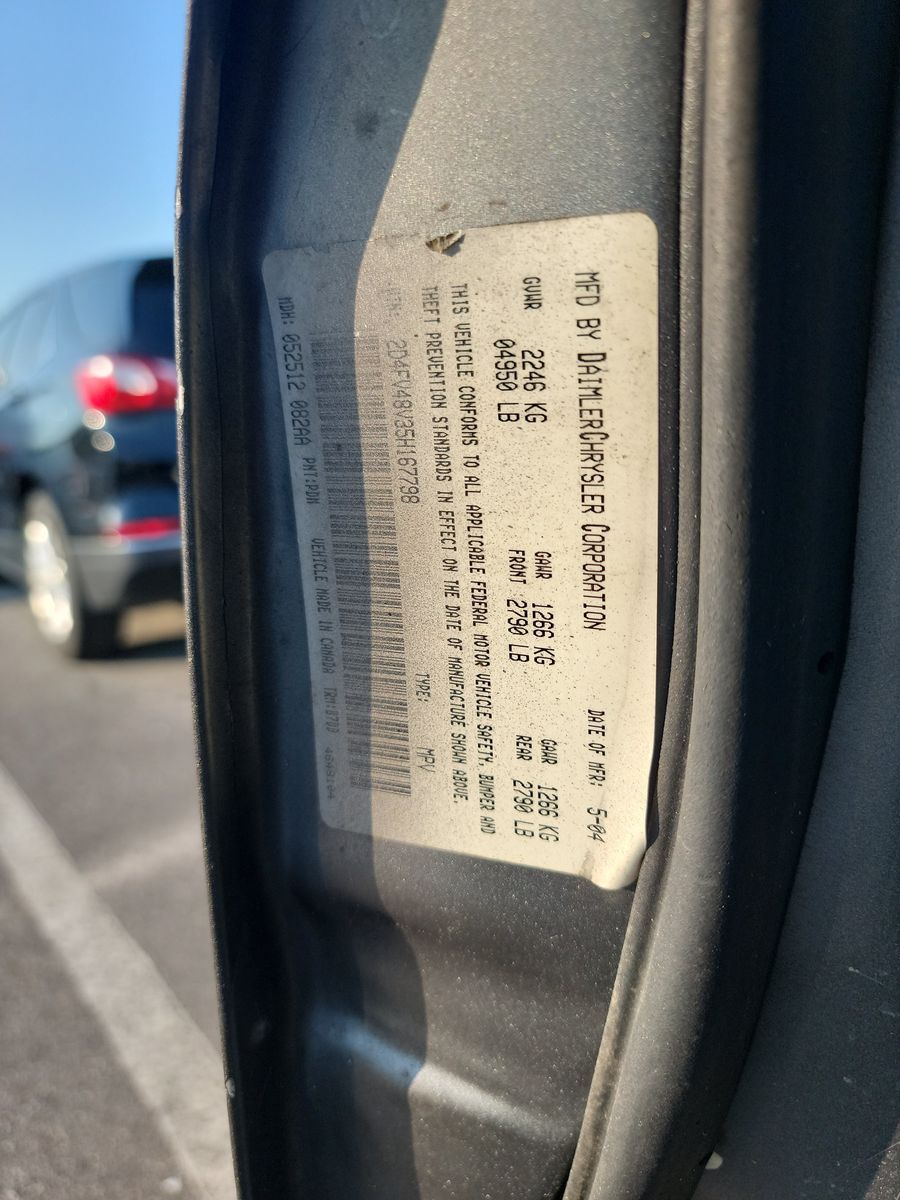 MFD BY DAIMLERCHRYSLER CORPORATION DATE OF MFR: 5-04
GVWR 2246 KG GAWR 1266 KG GAWR 1266 KG
04950 LB FRONT 2790 LB REAR 2790 LB
THIS VEHICLE CONFORMS TO ALL APPLICABLE FEDERAL MOTOR VEHICLE SAFETY, BUMPER AND
THEFT PREVENTION STANDARDS IN EFFECT ON THE DATE OF MANUFACTURE SHOWN ABOVE.
VIN: 2D4FV48V35H167798 TYPE: MPV
MDH: 052512 082AA PNT:PDM VEHICLE MADE IN CANADA